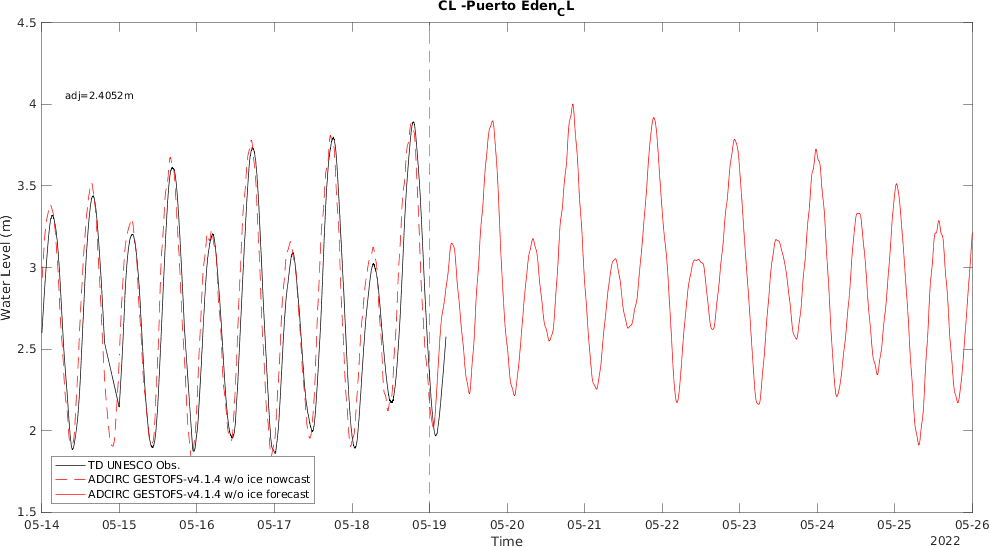 CL -Puerto Eden_CL
4.5
4
3.5
3
2.5
2
1.5
Water Level (m)
adj=2.4052m
TD UNESCO Obs.
ADCIRC GESTOFS-v4.1.4 w/o ice nowcast
ADCIRC GESTOFS-v4.1.4 w/o ice forecast
05-14 05-15 05-16 05-17 05-18 05-19 05-20 05-21 05-22 05-23 05-24 05-25 05-26
Time
2022